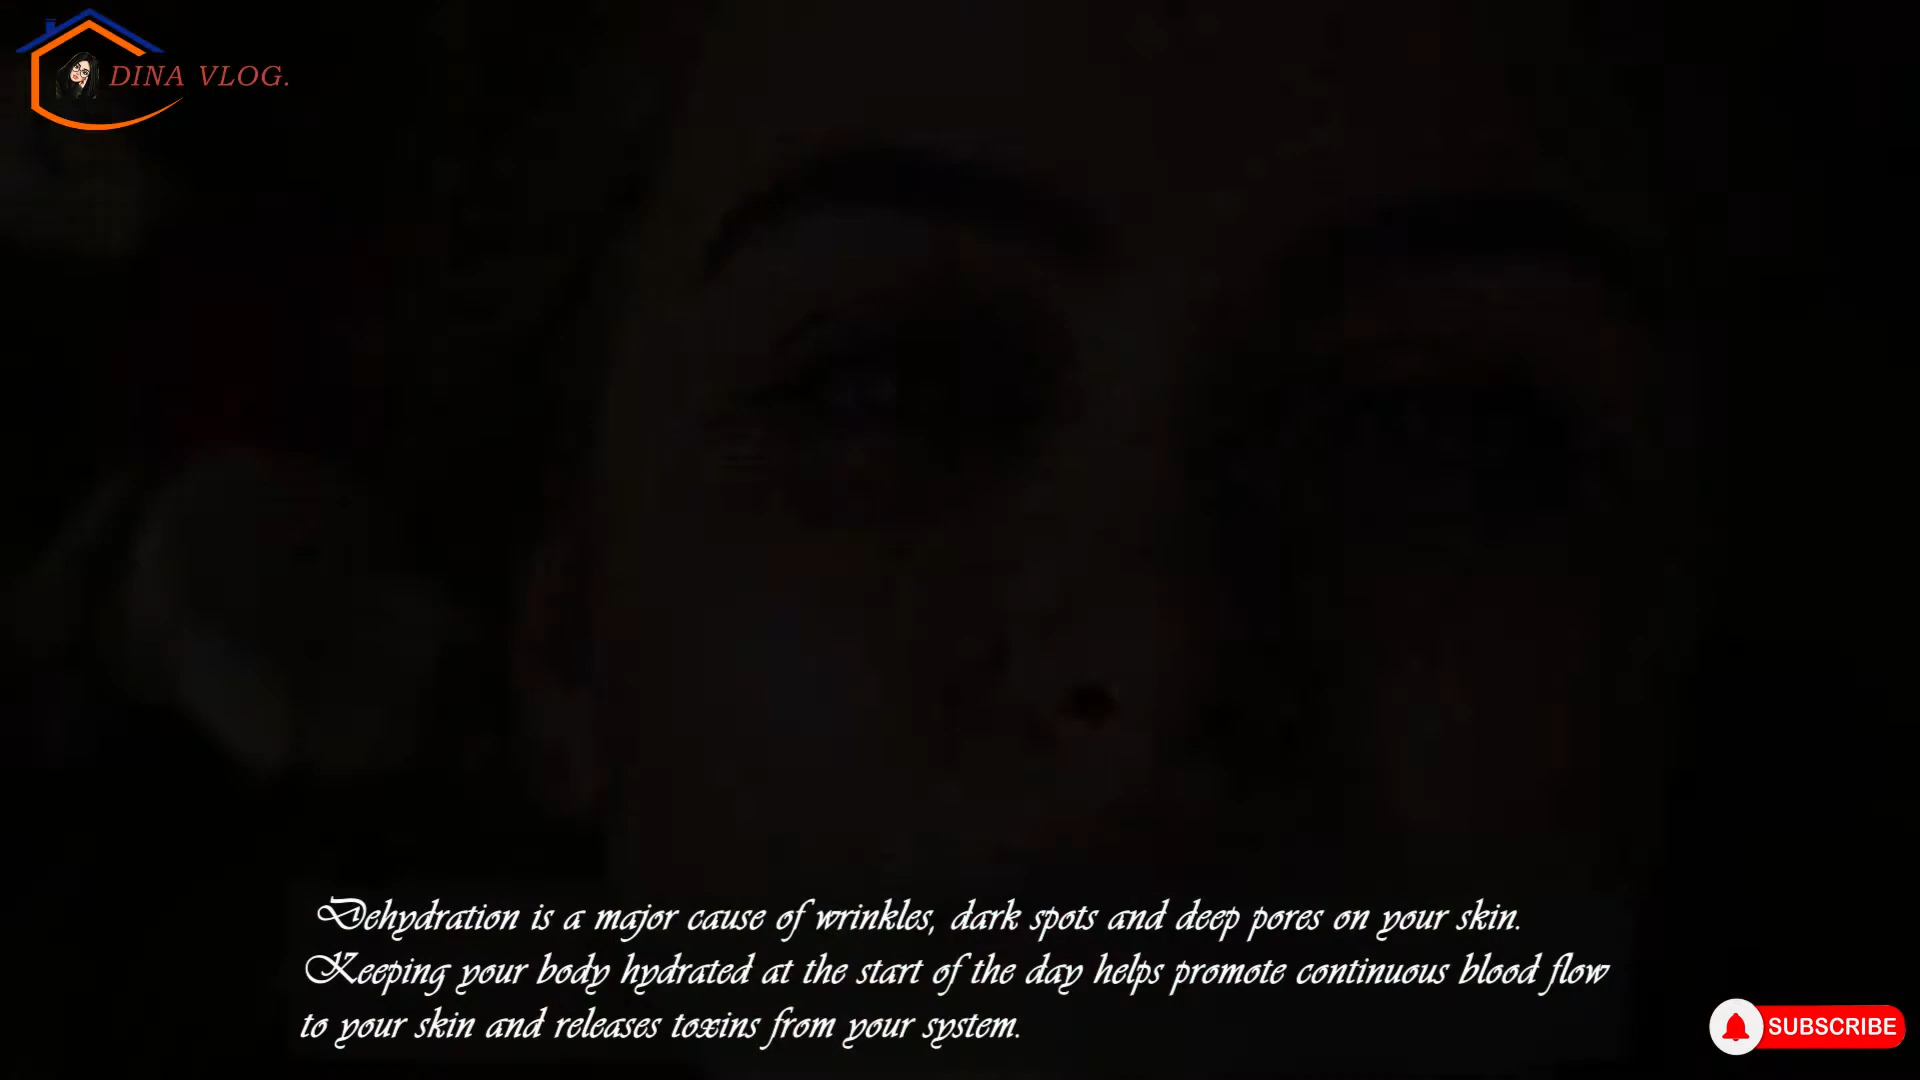 DINA VLOG.
Dehydration is a major cause of wrinkles, dark spots and deep pores on your skin.
Keeping your body hydrated at the start of the day helps promote continuous blood flow
to your skin and releases toxins from your system.
SUBSCRIBE